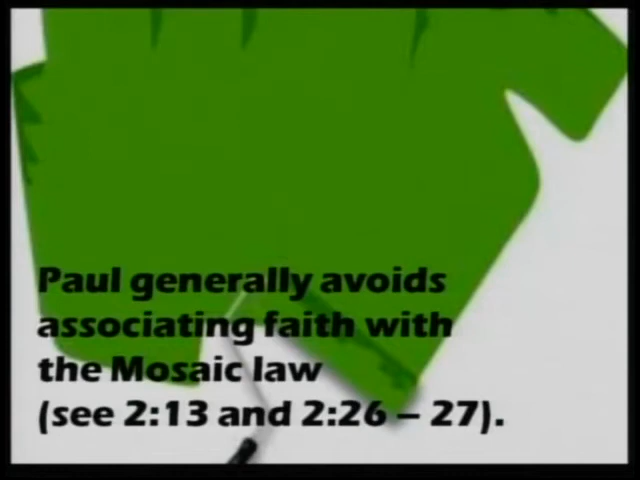 Paul generally avoids
associating faith with
the Mosaic law
(see 2:13 and 2:26 – 27).